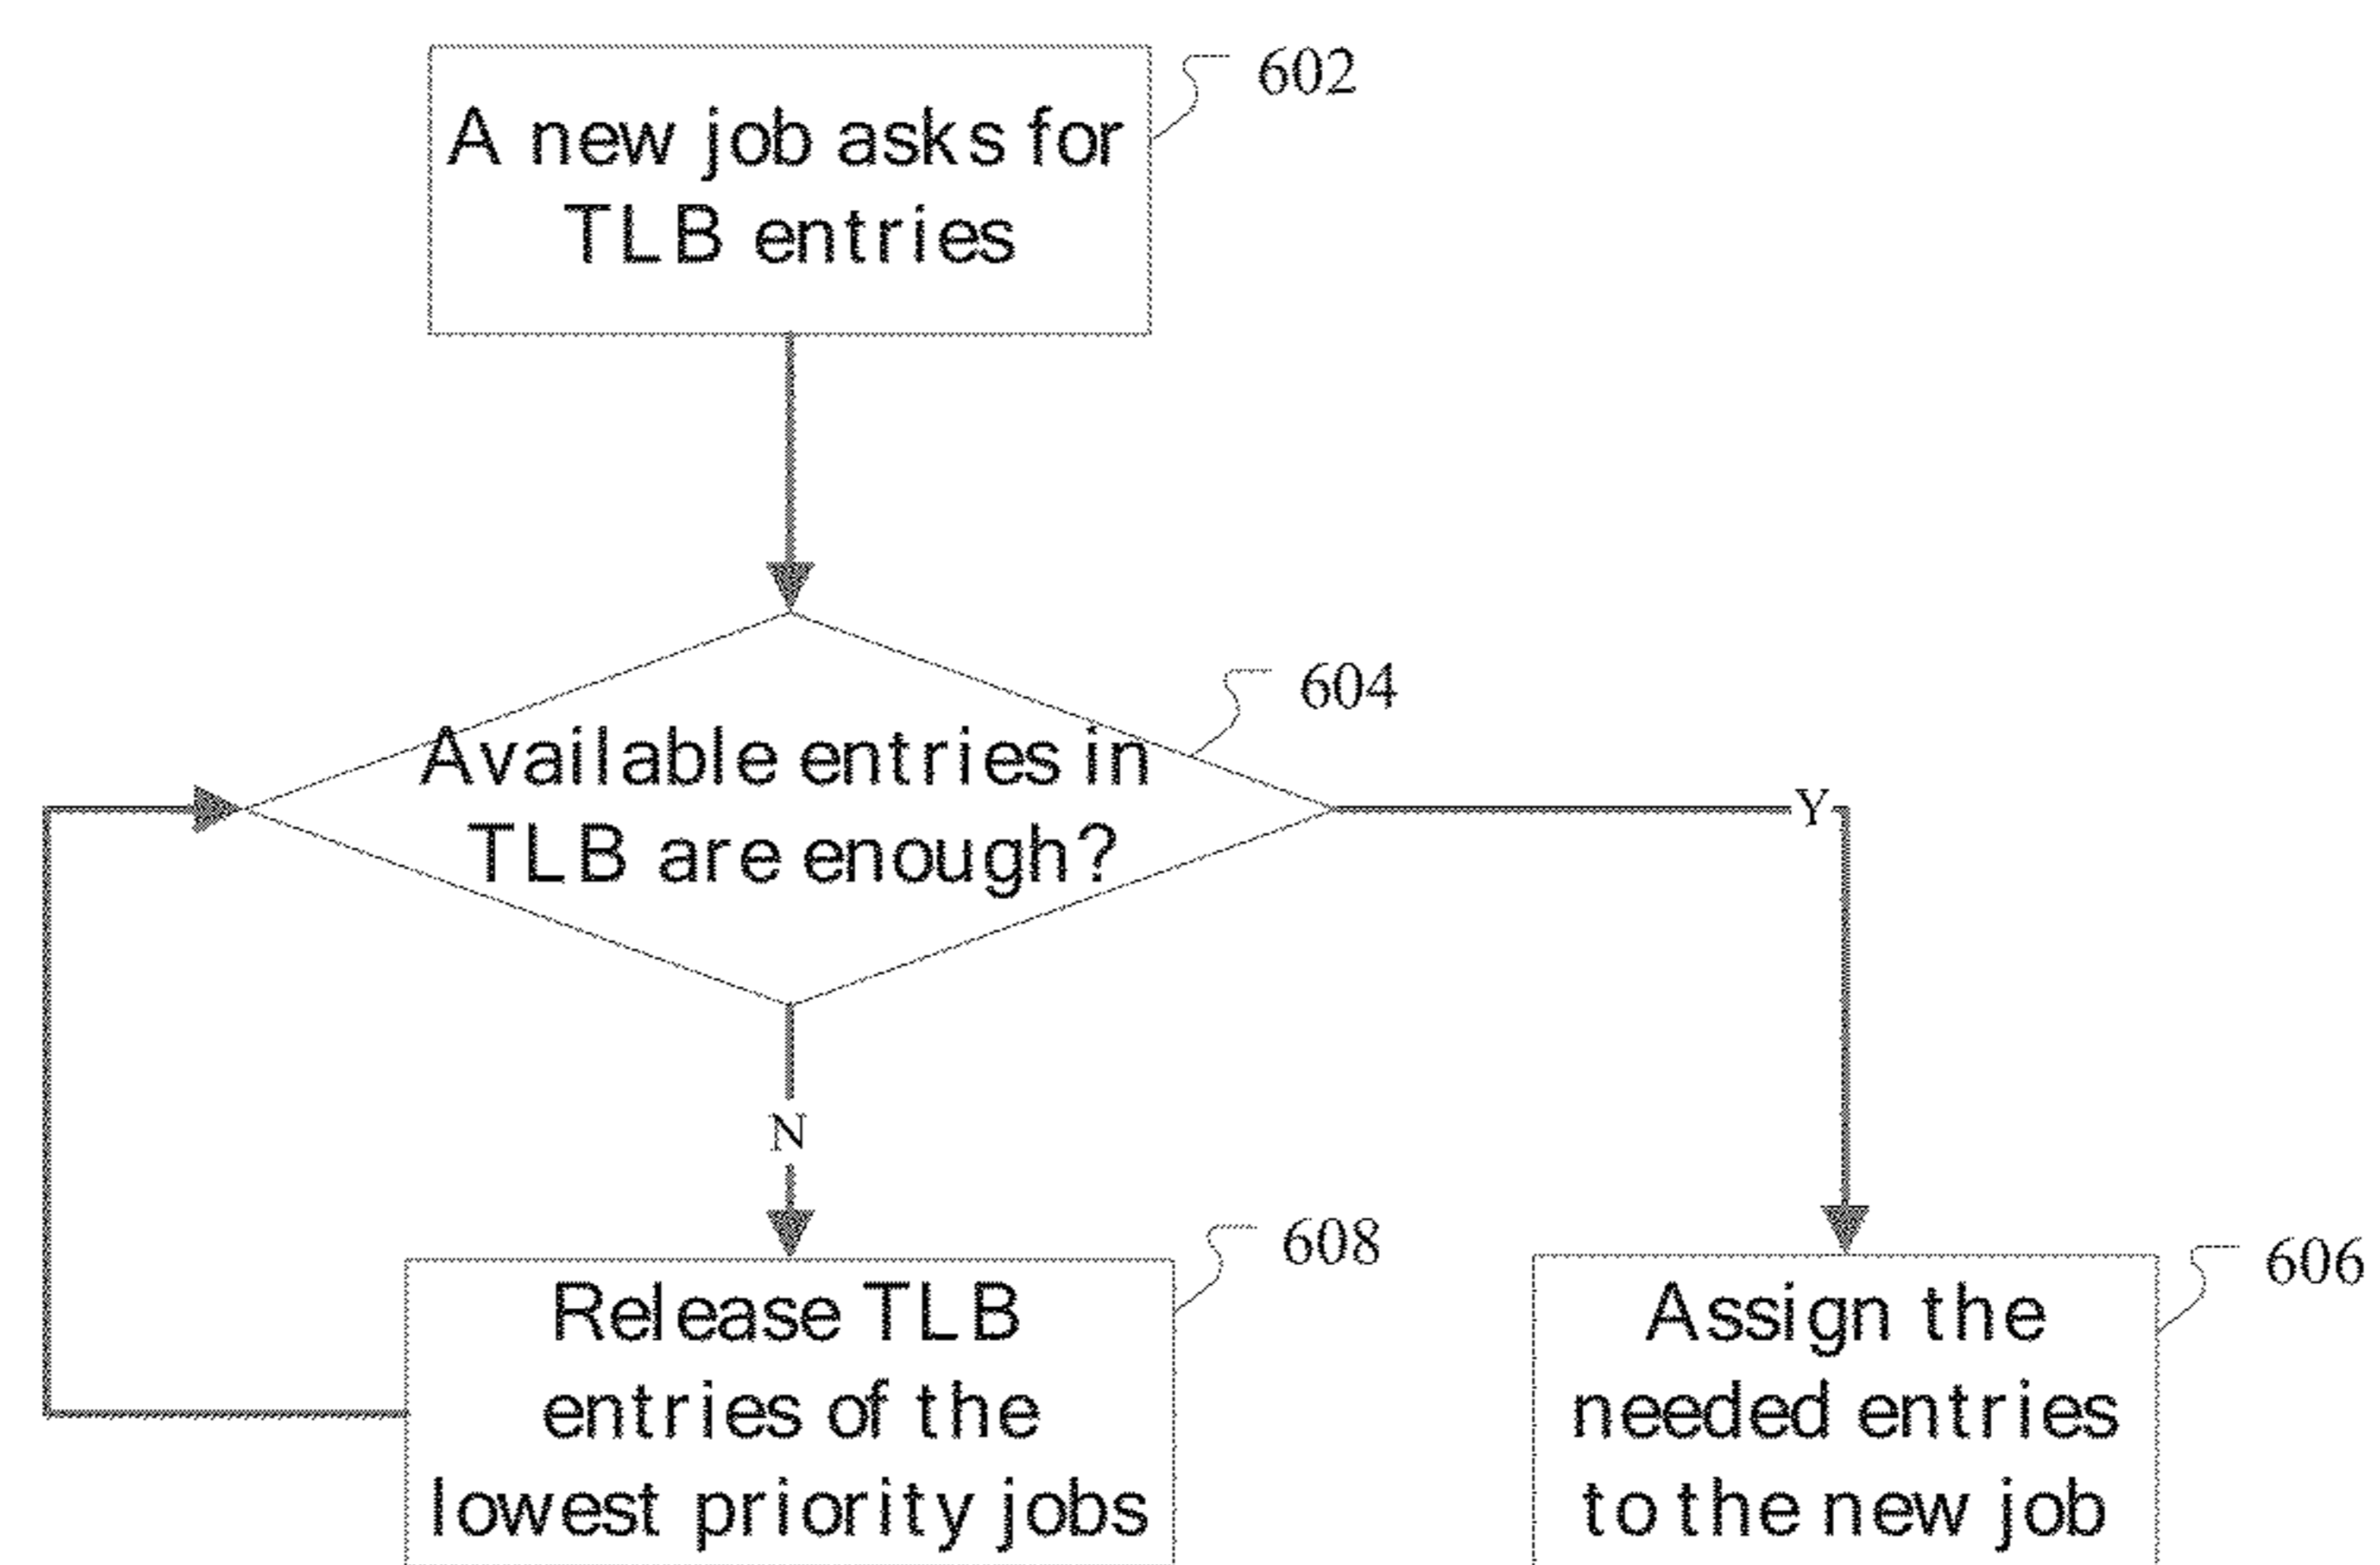 A new job asks for
TLB entries
602
Available entries in
TLB are enough?
604
Y
N
Release TLB
entries of the
lowest priority jobs
608
Assign the
needed entries
to the new job
606